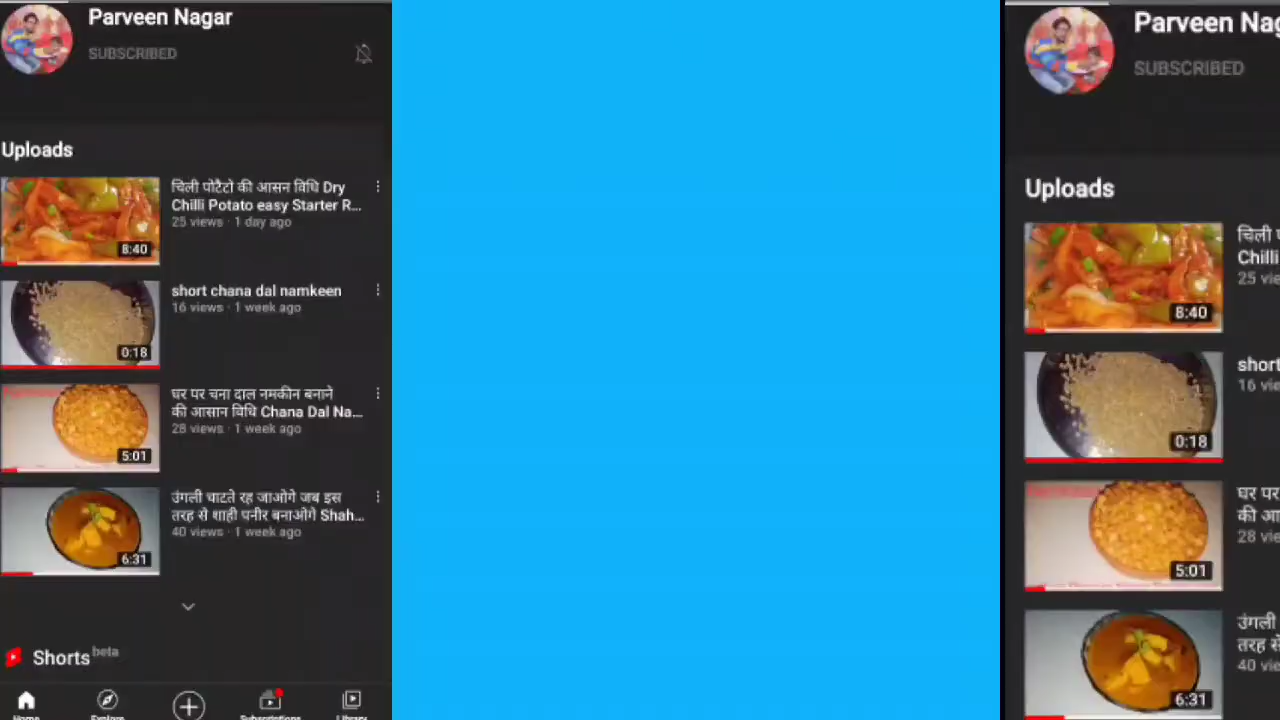 Parveen Nagar
SUBSCRIBED
Uploads
चिली पोटैटो की आसन विधि Dry
Chilli Potato easy Starter R...
25 views · 1 day ago
8:40
short chana dal namkeen
16 views · 1 week ago
0:18
घर पर चना दाल नमकीन बनाने
की आसान विधि Chana Dal Na...
28 views · 1 week ago
5:01
उंगली चाटते रह जाओगे जब इस
तरह से शाही पनीर बनाओगे Shah...
40 views · 1 week ago
6:31
Shorts beta
Home
Explore
Subscriptions
Library
Parveen Nag
SUBSCRIBED
Uploads
चिली
Chilli
25 vie
8:40
short
16 vie
0:18
घर पर
की आ
28 vie
5:01
उंगली
तरह से
40 vie
6:31